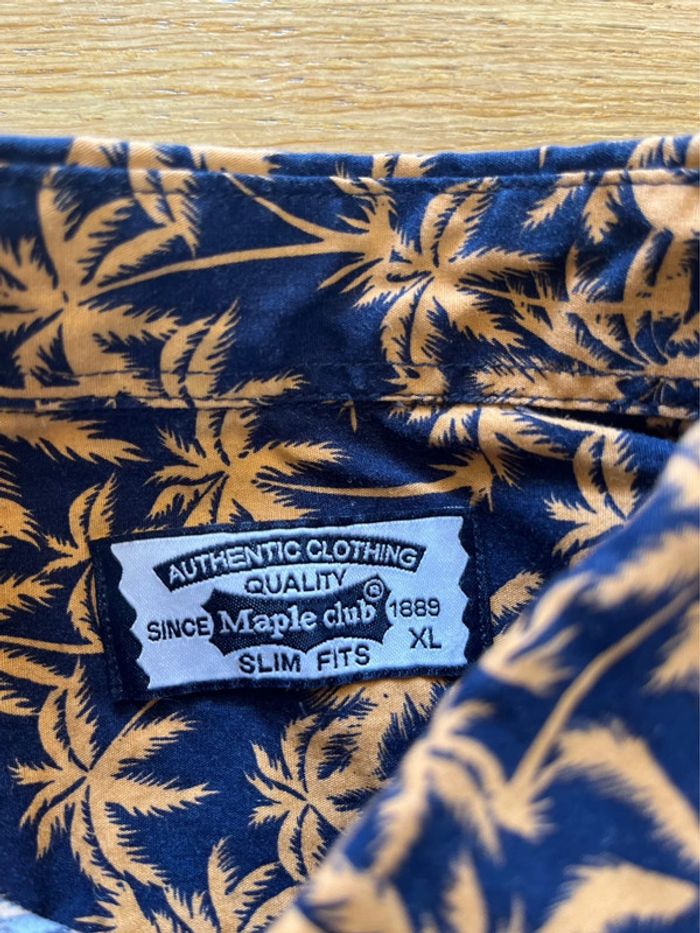 AUTHENTIC CLOTHING
QUALITY
SINCE Maple club® 1889
XL
SLIM FITS